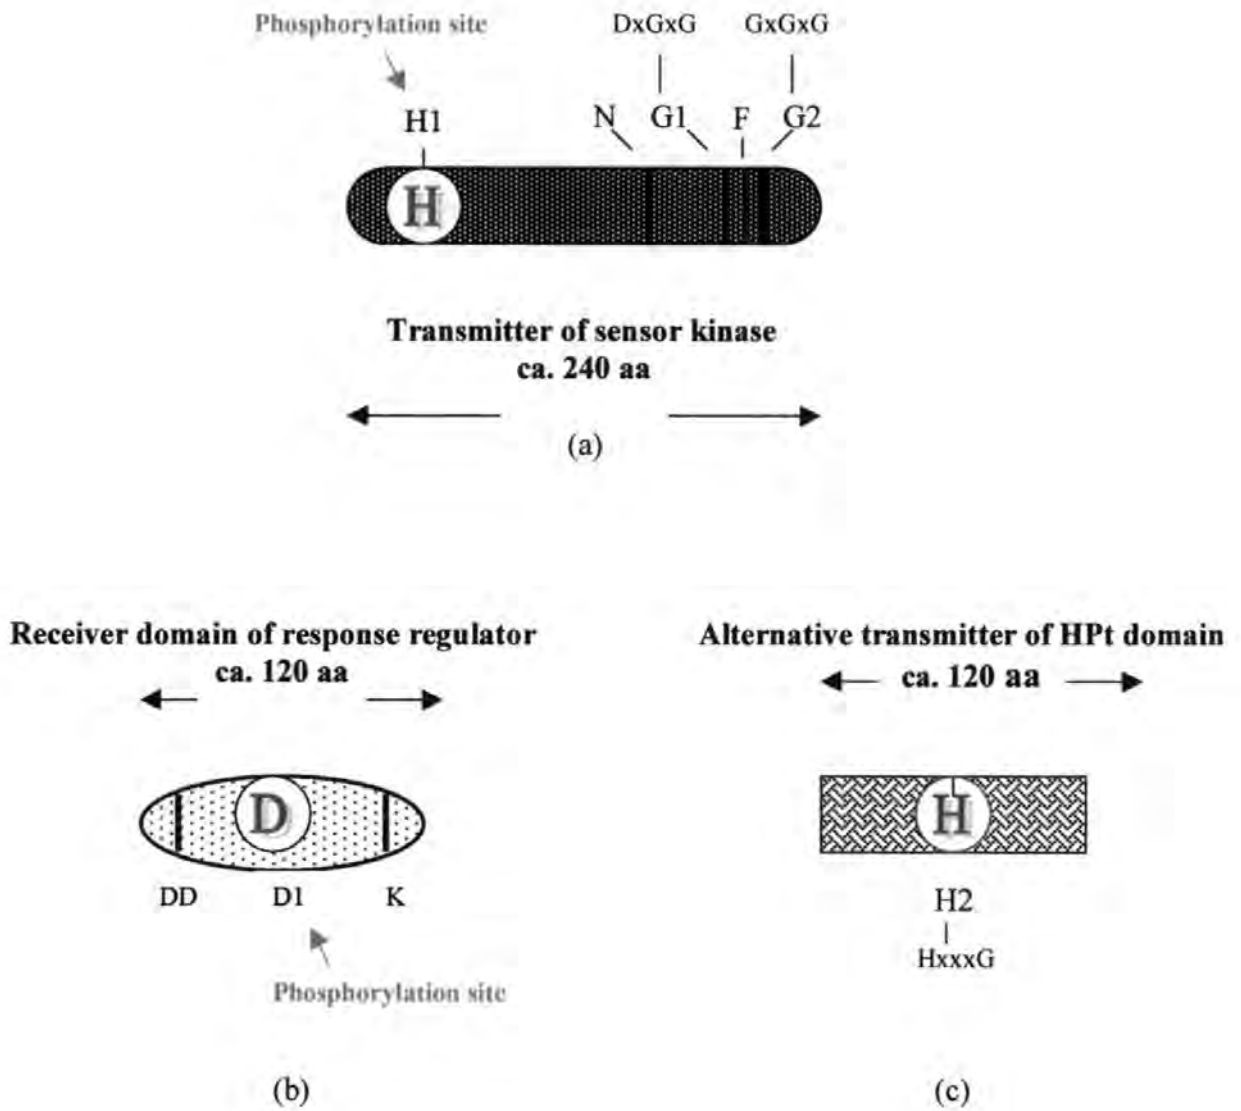 Phosphorylation site
DxGxG GxGxG
H1
N G1 F G2
H
Transmitter of sensor kinase
ca. 240 aa
(a)
Receiver domain of response regulator
ca. 120 aa
D
DD D1 K
Phosphorylation site
(b)
Alternative transmitter of HPt domain
ca. 120 aa
H
H2
HxxxG
(c)